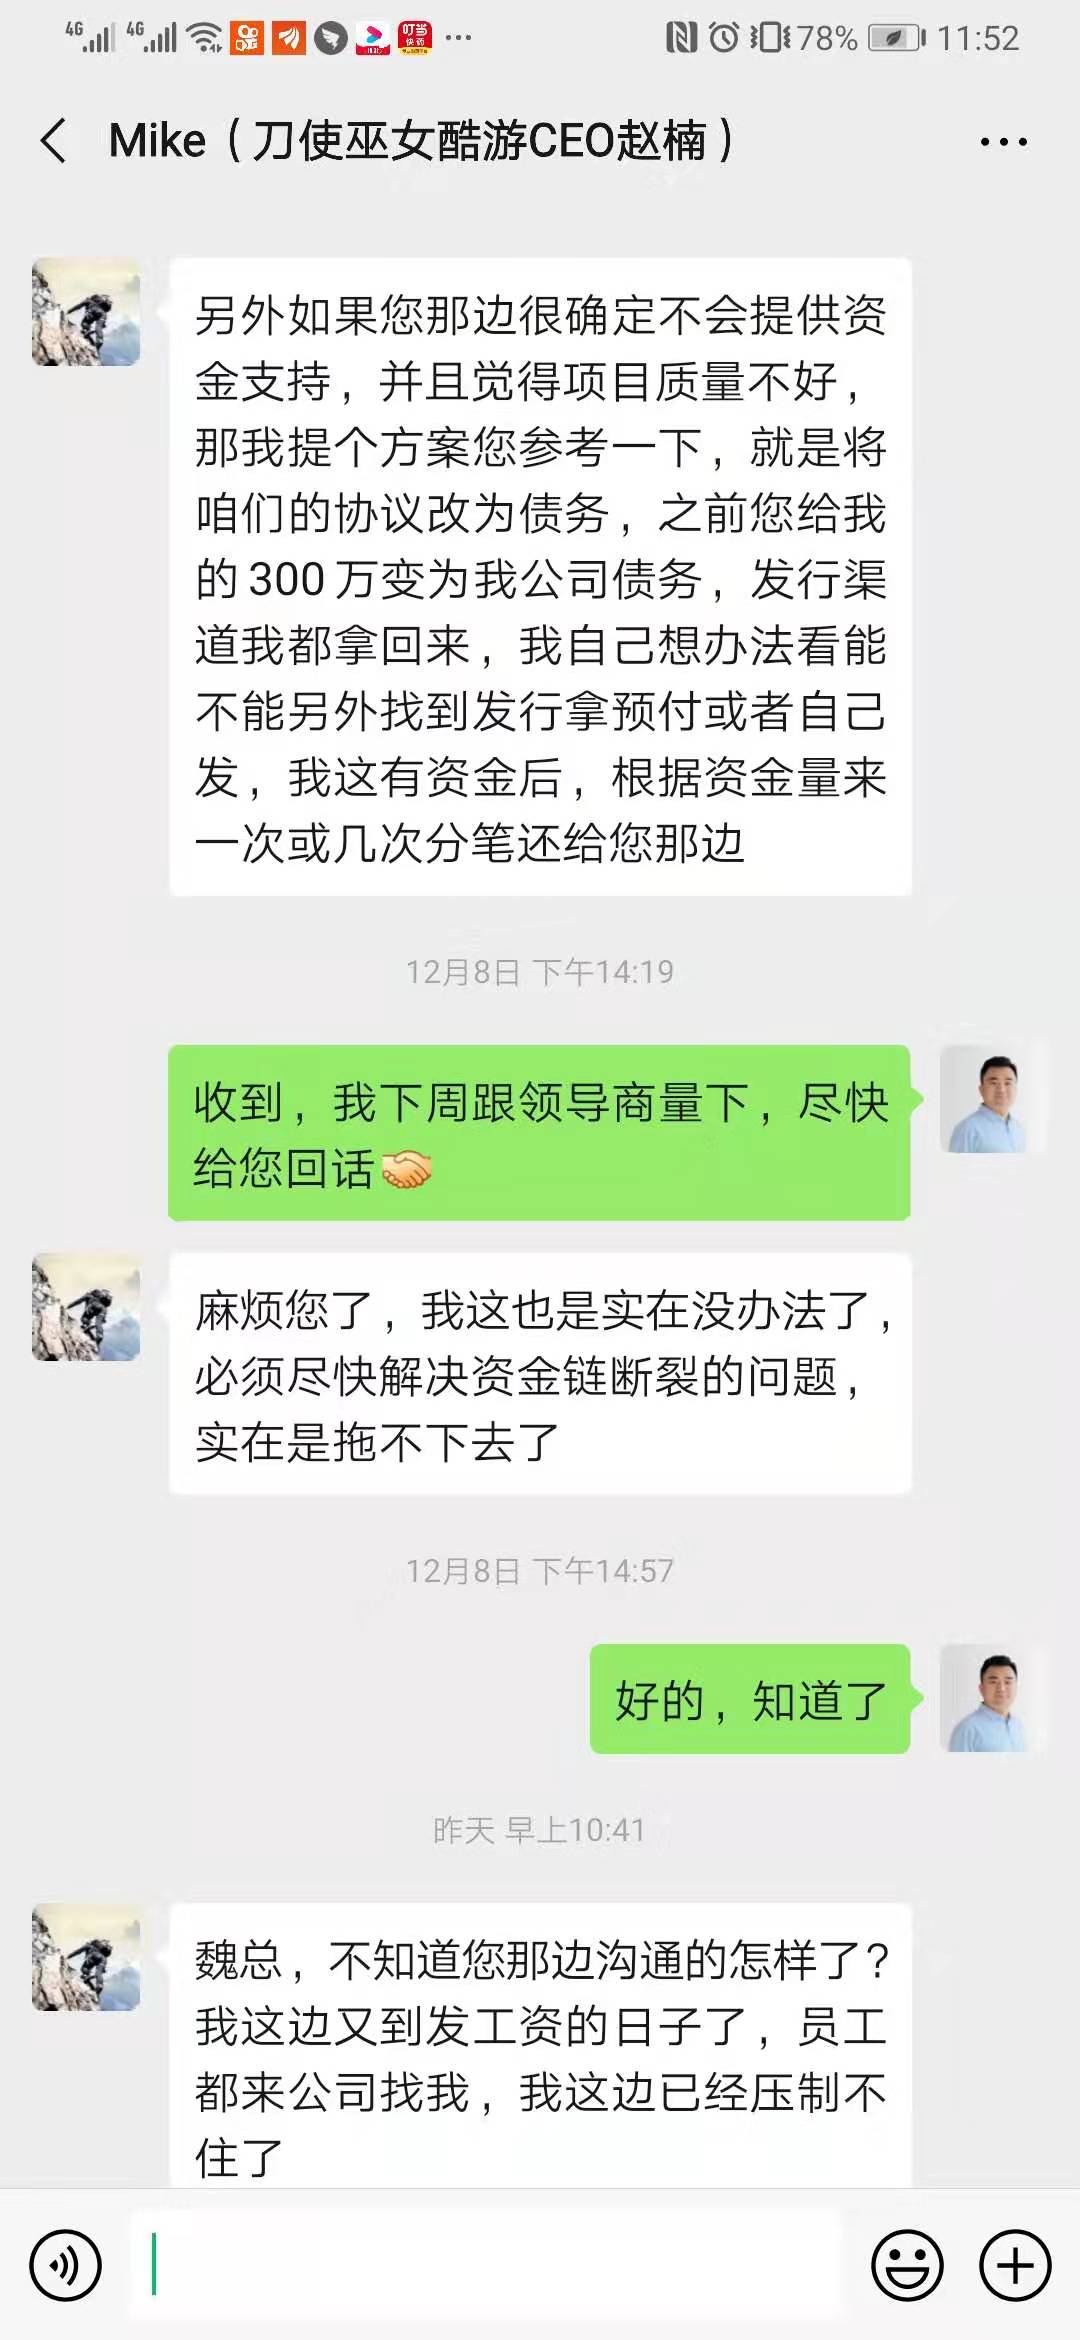 4G 4G 78% 11:52
叮当
快药
Mike（刀使巫女酷游CEO赵楠）
另外如果您那边很确定不会提供资
金支持，并且觉得项目质量不好，
那我提个方案您参考一下，就是将
咱们的协议改为债务，之前您给我
的300万变为我公司债务，发行渠
道我都拿回来，我自己想办法看能
不能另外找到发行拿预付或者自己
发，我这有资金后，根据资金量来
一次或几次分笔还给您那边
12月8日 下午14:19
收到，我下周跟领导商量下，尽快
给您回话🤝
麻烦您了，我这也是实在没办法了，
必须尽快解决资金链断裂的问题，
实在是拖不下去了
12月8日 下午14:57
好的，知道了
昨天 早上10:41
魏总，不知道您那边沟通的怎样了？
我这边又到发工资的日子了，员工
都来公司找我，我这边已经压制不
住了